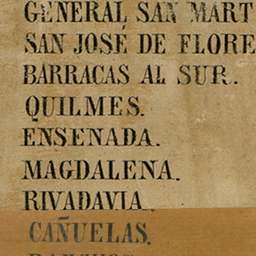 GENERAL SAN MART
SAN JOSÉ DE FLORE
BARRACAS AL SUR.
QUILMES.
ENSENADA.
MAGDALENA.
RIVADAVIA.
CAÑUELAS.